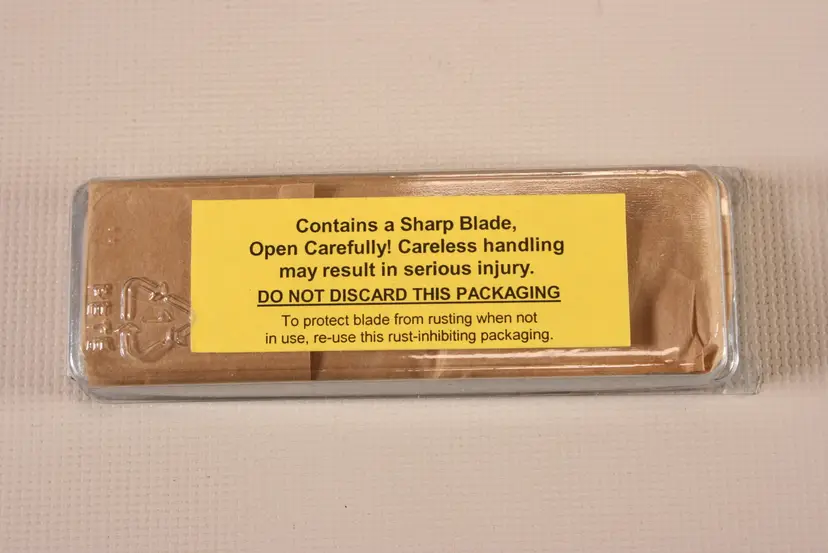 Contains a Sharp Blade,
Open Carefully! Careless handling
may result in serious injury.
DO NOT DISCARD THIS PACKAGING
To protect blade from rusting when not
in use, re-use this rust-inhibiting packaging.